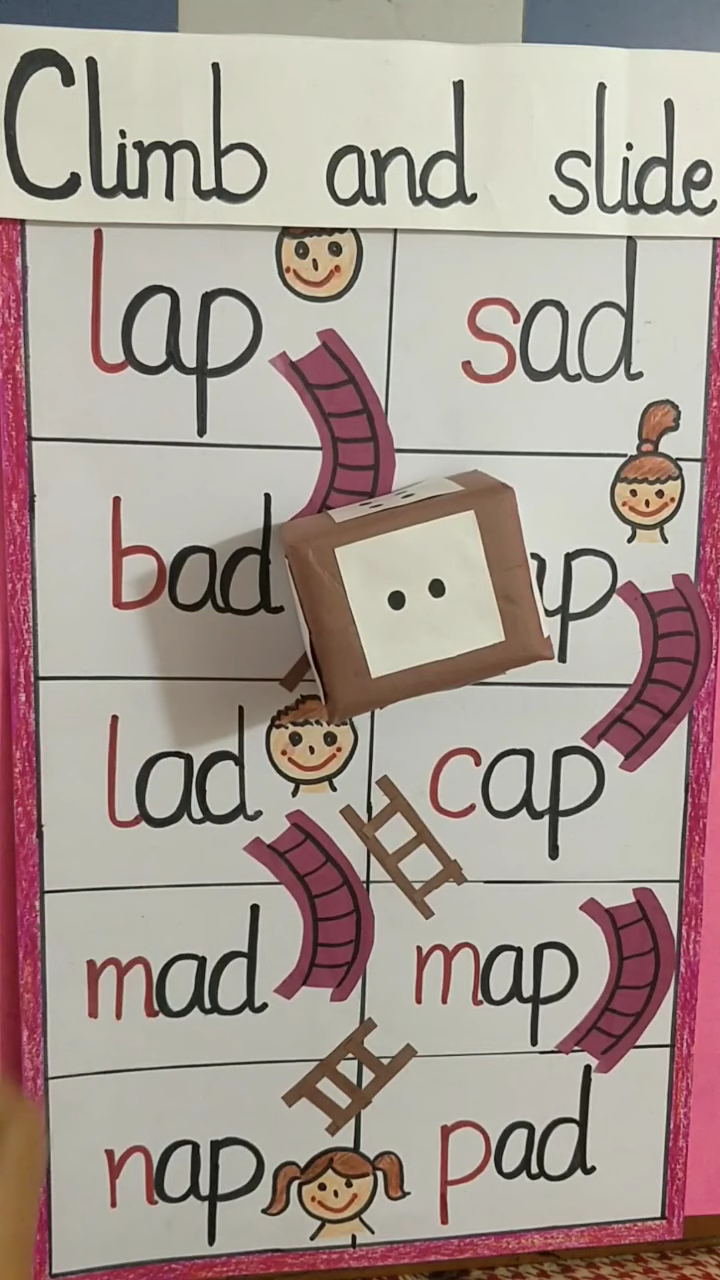 Climb and slide
lap sad
bad
lad cap
mad map
nap pad